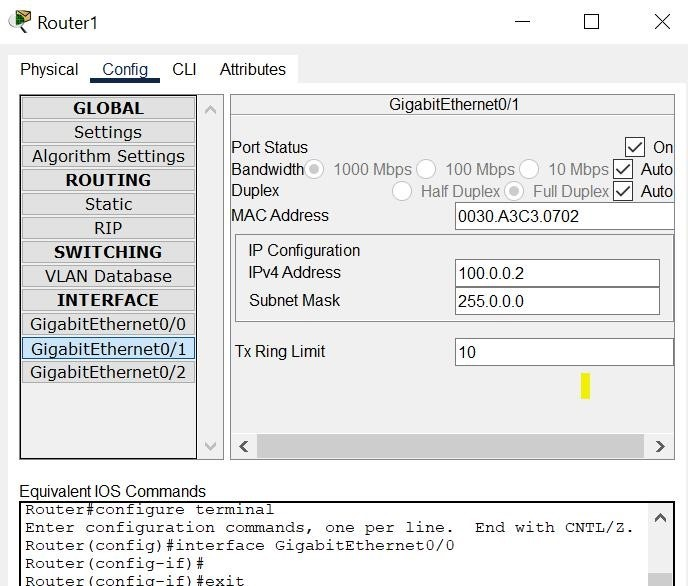 Router1
Physical Config CLI Attributes
GLOBAL
Settings
Algorithm Settings
ROUTING
Static
RIP
SWITCHING
VLAN Database
INTERFACE
GigabitEthernet0/0
GigabitEthernet0/1
GigabitEthernet0/2
GigabitEthernet0/1
Port Status On
Bandwidth 1000 Mbps 100 Mbps 10 Mbps Auto
Duplex Half Duplex Full Duplex Auto
MAC Address 0030.A3C3.0702
IP Configuration
IPv4 Address 100.0.0.2
Subnet Mask 255.0.0.0
Tx Ring Limit 10
Equivalent IOS Commands
Router#configure terminal
Enter configuration commands, one per line. End with CNTL/Z.
Router(config)#interface GigabitEthernet0/0
Router(config-if)#
Router(config-if)#exit